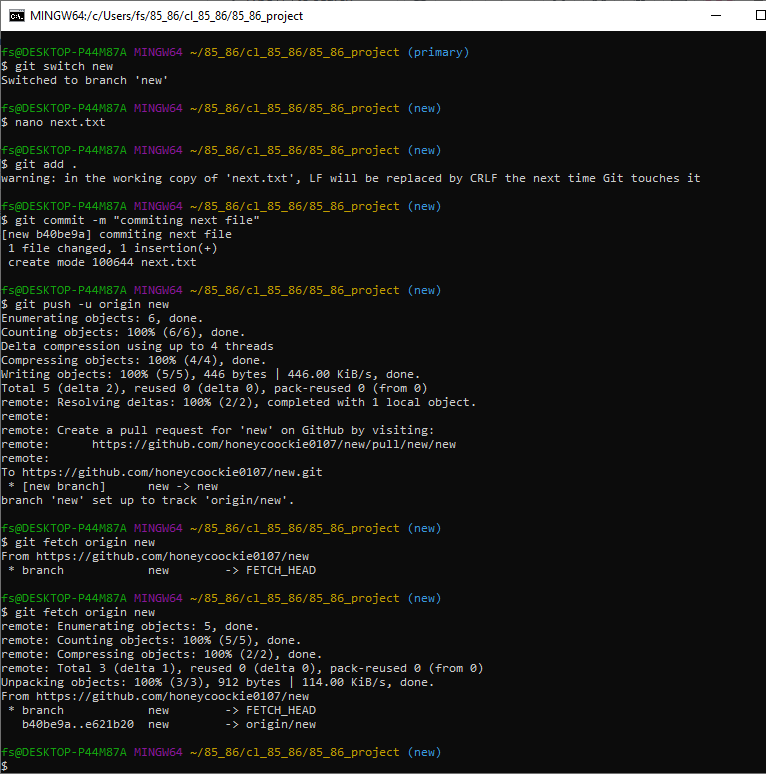 MINGW64:/c/Users/fs/85_86/cl_85_86/85_86_project
fs@DESKTOP-P44M87A MINGW64 ~/85_86/cl_85_86/85_86_project (primary)
$ git switch new
Switched to branch 'new'
fs@DESKTOP-P44M87A MINGW64 ~/85_86/cl_85_86/85_86_project (new)
$ nano next.txt
fs@DESKTOP-P44M87A MINGW64 ~/85_86/cl_85_86/85_86_project (new)
$ git add .
warning: in the working copy of 'next.txt', LF will be replaced by CRLF the next time Git touches it
fs@DESKTOP-P44M87A MINGW64 ~/85_86/cl_85_86/85_86_project (new)
$ git commit -m "commiting next file"
[new b40be9a] commiting next file
 1 file changed, 1 insertion(+)
 create mode 100644 next.txt
fs@DESKTOP-P44M87A MINGW64 ~/85_86/cl_85_86/85_86_project (new)
$ git push -u origin new
Enumerating objects: 6, done.
Counting objects: 100% (6/6), done.
Delta compression using up to 4 threads
Compressing objects: 100% (4/4), done.
Writing objects: 100% (5/5), 446 bytes | 446.00 KiB/s, done.
Total 5 (delta 2), reused 0 (delta 0), pack-reused 0 (from 0)
remote: Resolving deltas: 100% (2/2), completed with 1 local object.
remote:
remote: Create a pull request for 'new' on GitHub by visiting:
remote:      https://github.com/honeycoockie0107/new/pull/new/new
remote:
To https://github.com/honeycoockie0107/new.git
 * [new branch]      new -> new
branch 'new' set up to track 'origin/new'.
fs@DESKTOP-P44M87A MINGW64 ~/85_86/cl_85_86/85_86_project (new)
$ git fetch origin new
From https://github.com/honeycoockie0107/new
 * branch            new        -> FETCH_HEAD
fs@DESKTOP-P44M87A MINGW64 ~/85_86/cl_85_86/85_86_project (new)
$ git fetch origin new
remote: Enumerating objects: 5, done.
remote: Counting objects: 100% (5/5), done.
remote: Compressing objects: 100% (2/2), done.
remote: Total 3 (delta 1), reused 0 (delta 0), pack-reused 0 (from 0)
Unpacking objects: 100% (3/3), 912 bytes | 114.00 KiB/s, done.
From https://github.com/honeycoockie0107/new
 * branch            new        -> FETCH_HEAD
   b40be9a..e621b20  new        -> origin/new
fs@DESKTOP-P44M87A MINGW64 ~/85_86/cl_85_86/85_86_project (new)
$